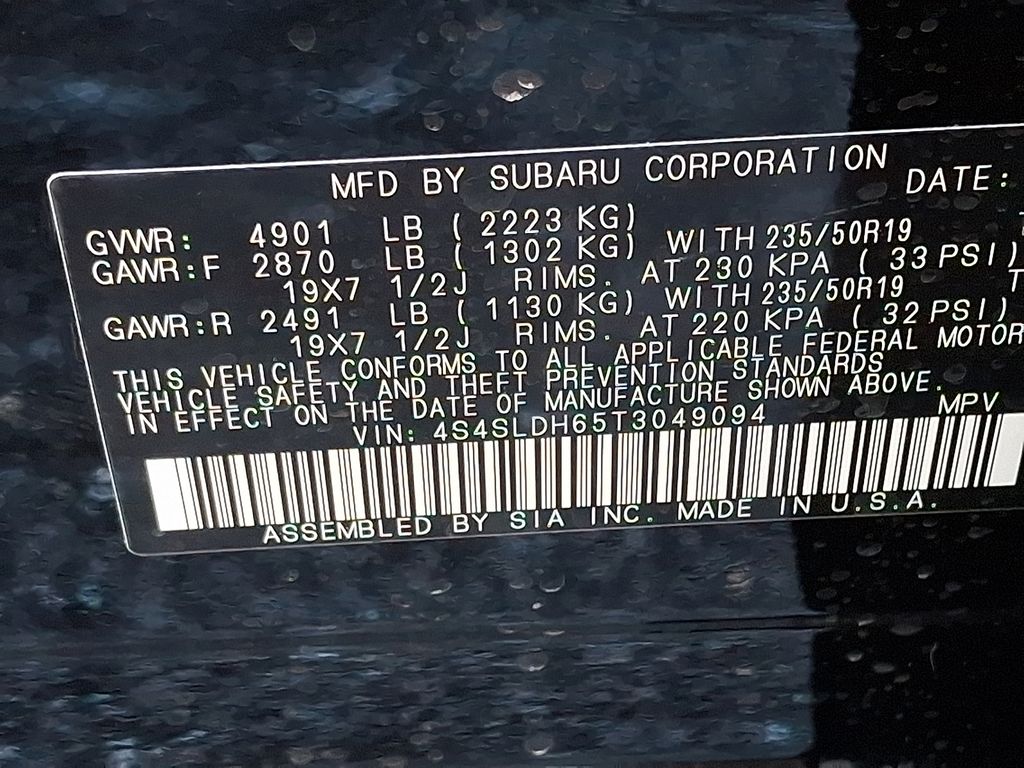 MFD BY SUBARU CORPORATION DATE:
GVWR: 4901 LB ( 2223 KG)
GAWR:F 2870 LB ( 1302 KG) WITH 235/50R19
19X7 1/2J RIMS. AT 230 KPA ( 33 PSI)
GAWR:R 2491 LB ( 1130 KG) WITH 235/50R19
19X7 1/2J RIMS. AT 220 KPA ( 32 PSI)
THIS VEHICLE CONFORMS TO ALL APPLICABLE FEDERAL MOTOR
VEHICLE SAFETY AND THEFT PREVENTION STANDARDS
IN EFFECT ON THE DATE OF MANUFACTURE SHOWN ABOVE.
VIN: 4S4SLDH65T3049094 MPV
ASSEMBLED BY SIA INC. MADE IN U.S.A.